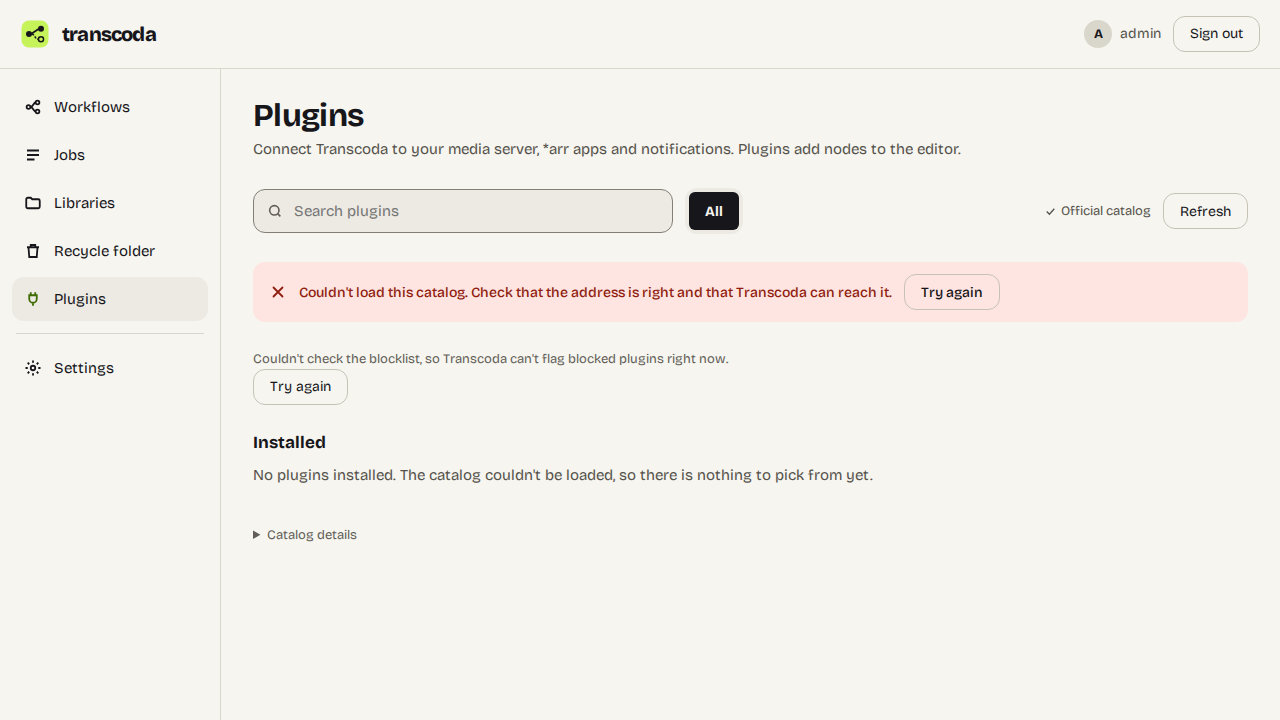 transcoda
A admin Sign out
Workflows
Jobs
Libraries
Recycle folder
Plugins
Settings
Plugins
Connect Transcoda to your media server, *arr apps and notifications. Plugins add nodes to the editor.
Search plugins All Official catalog Refresh
Couldn't load this catalog. Check that the address is right and that Transcoda can reach it. Try again
Couldn't check the blocklist, so Transcoda can't flag blocked plugins right now.
Try again
Installed
No plugins installed. The catalog couldn't be loaded, so there is nothing to pick from yet.
Catalog details